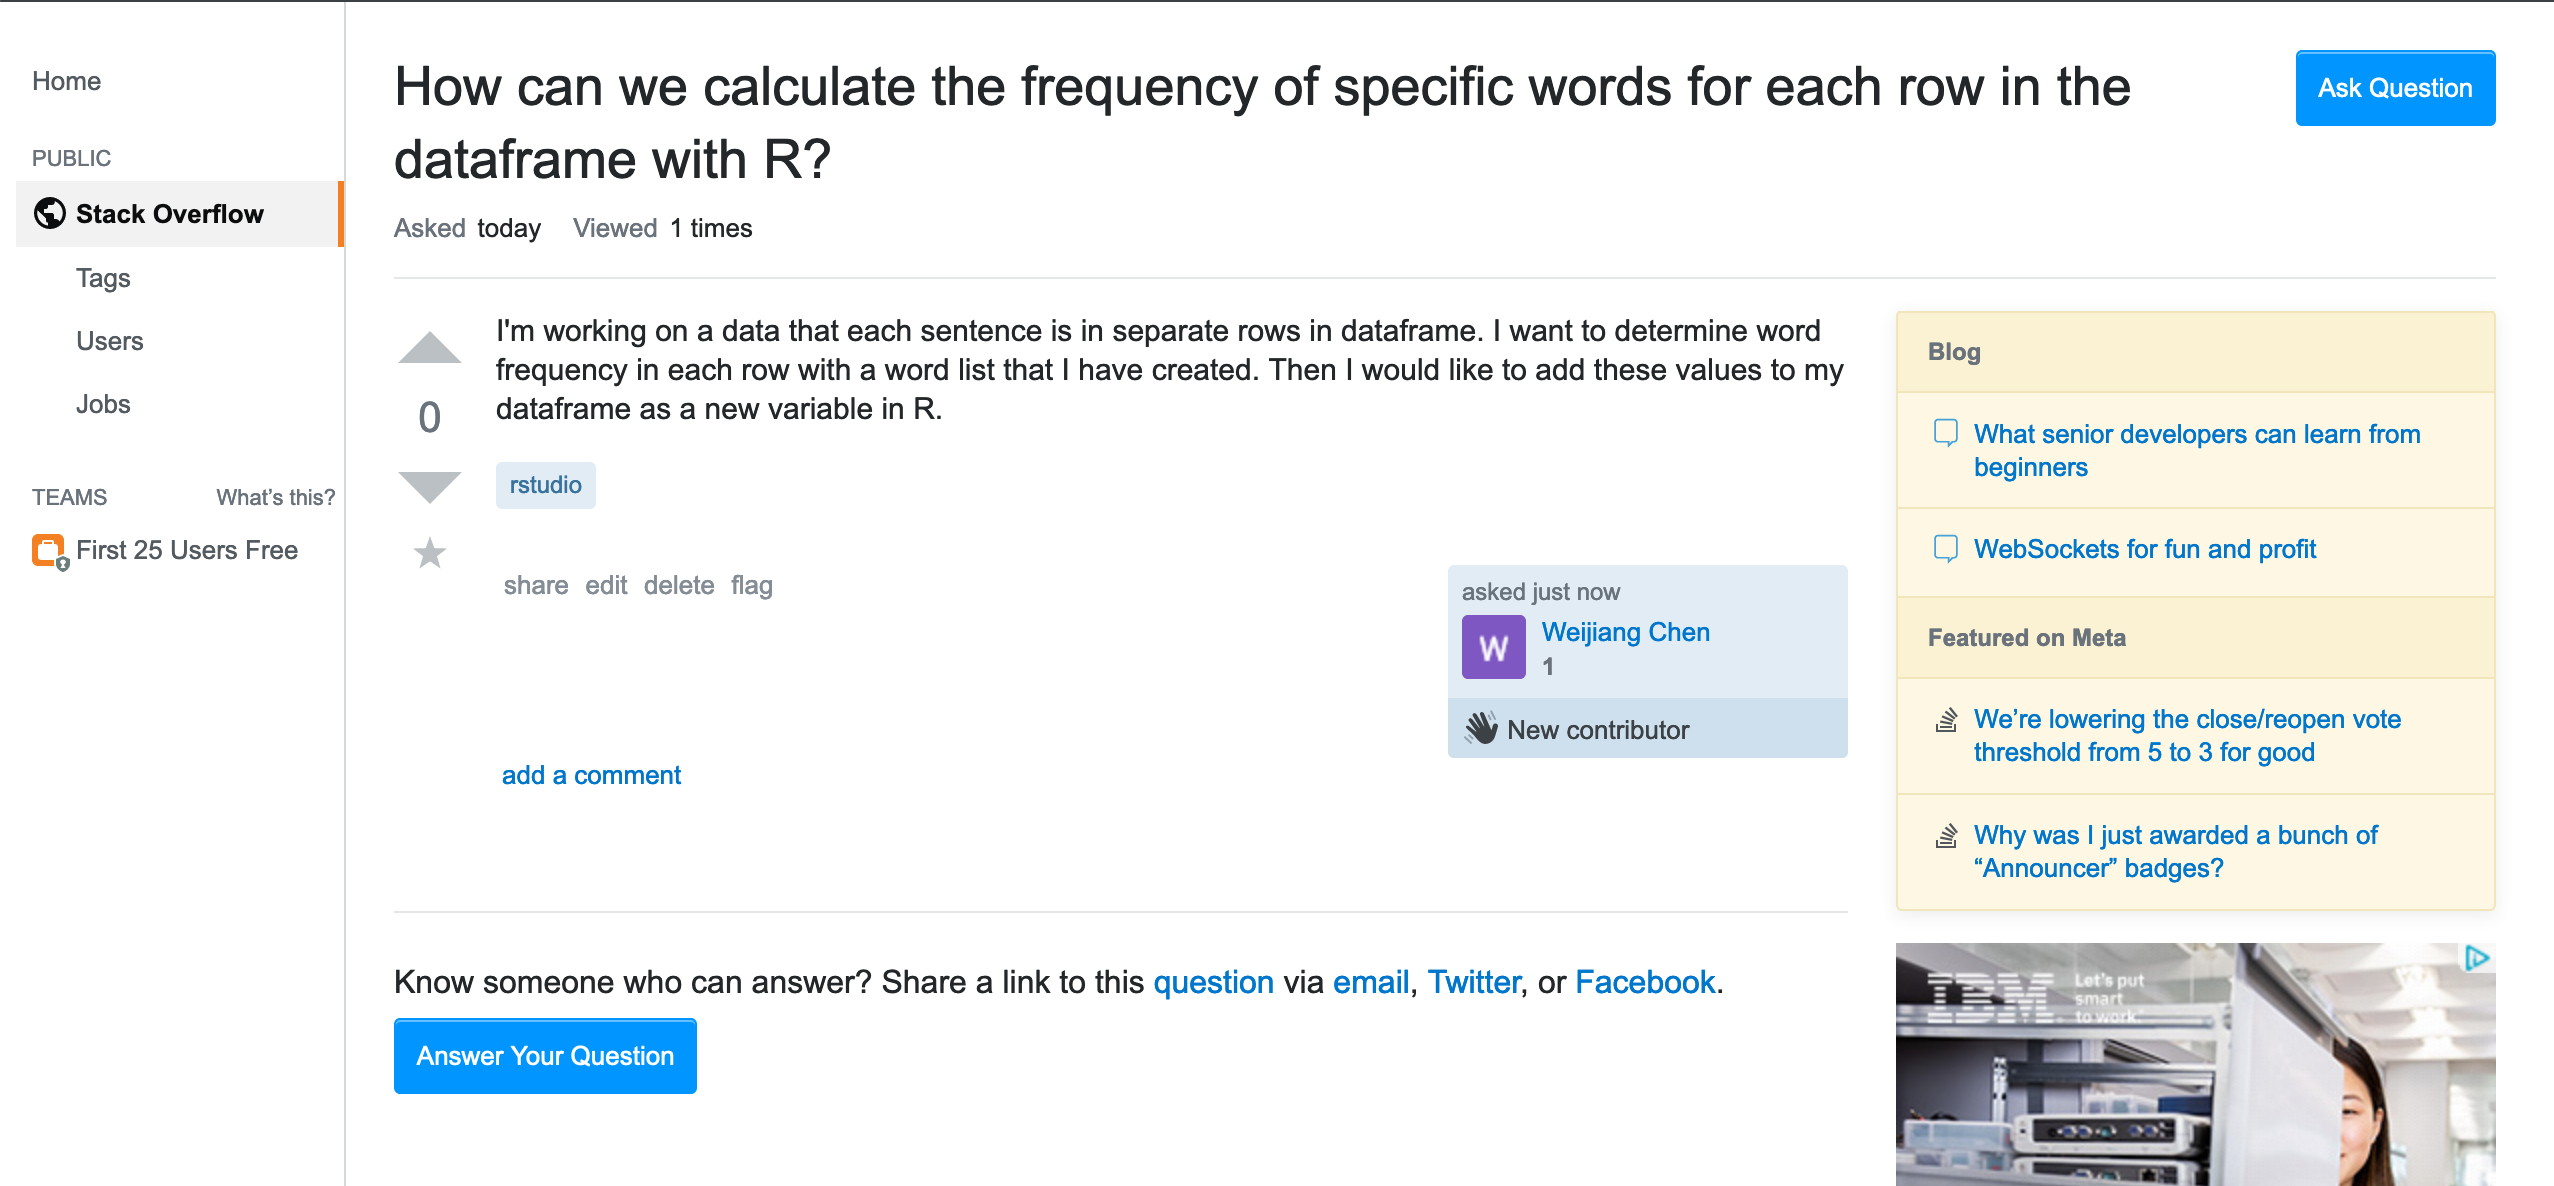 Home
PUBLIC
Stack Overflow
Tags
Users
Jobs
TEAMS What's this?
First 25 Users Free
How can we calculate the frequency of specific words for each row in the
dataframe with R?
Ask Question
Asked today Viewed 1 times
I'm working on a data that each sentence is in separate rows in dataframe. I want to determine word
frequency in each row with a word list that I have created. Then I would like to add these values to my
dataframe as a new variable in R.
0
rstudio
share edit delete flag
asked just now
W
Weijiang Chen
1
New contributor
add a comment
Know someone who can answer? Share a link to this question via email, Twitter, or Facebook.
Answer Your Question
Blog
What senior developers can learn from
beginners
WebSockets for fun and profit
Featured on Meta
We’re lowering the close/reopen vote
threshold from 5 to 3 for good
Why was I just awarded a bunch of
“Announcer” badges?
IBM.
Let's put
smart
to work.